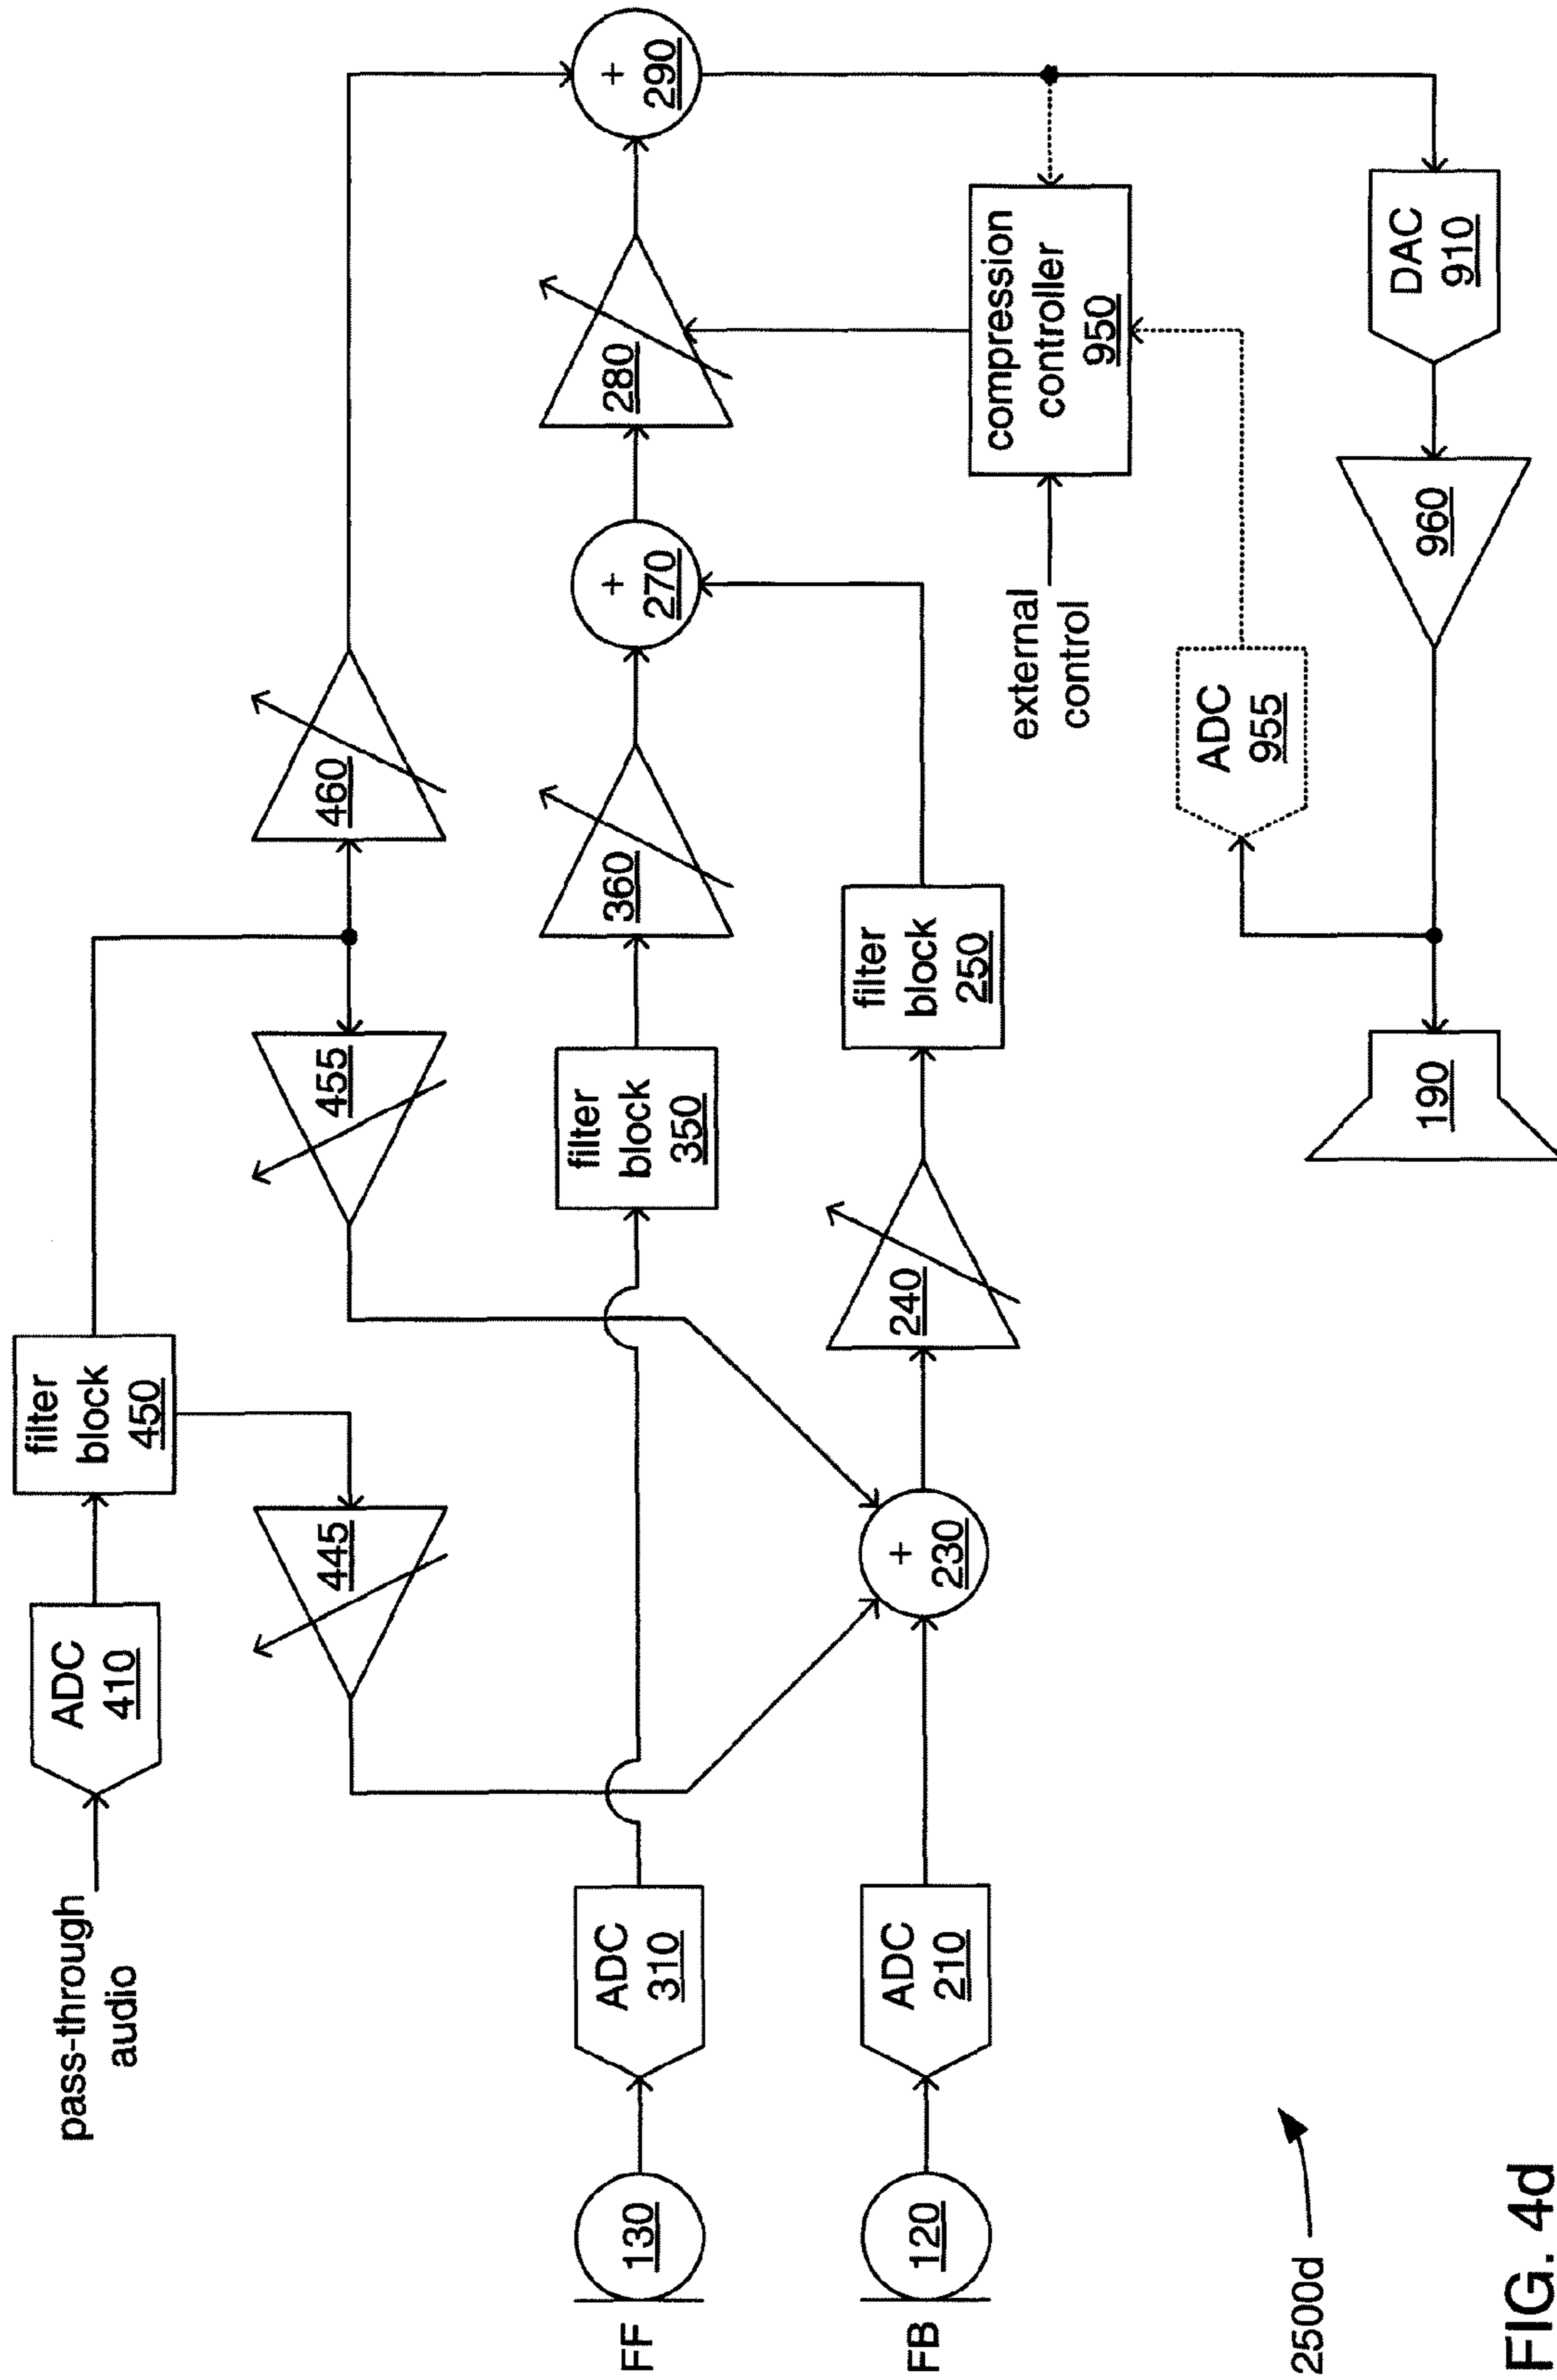 pass-through
audio
ADC
410
filter
block
450
445
455
460
FF
130
ADC
310
filter
block
350
360
+
270
280
+
290
FB
120
ADC
210
+
230
240
filter
block
250
external
control
compression
controller
950
ADC
955
190
960
DAC
910
2500d
FIG. 4d